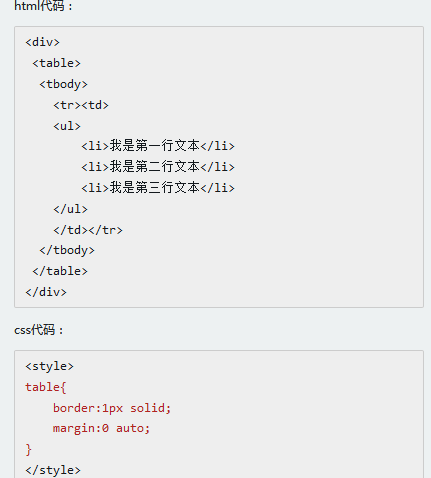 html代码：
<div>
<table>
<tbody>
<tr><td>
<ul>
<li>我是第一行文本</li>
<li>我是第二行文本</li>
<li>我是第三行文本</li>
</ul>
</td></tr>
</tbody>
</table>
</div>
css代码：
<style>
table{
border:1px solid;
margin:0 auto;
}
</style>